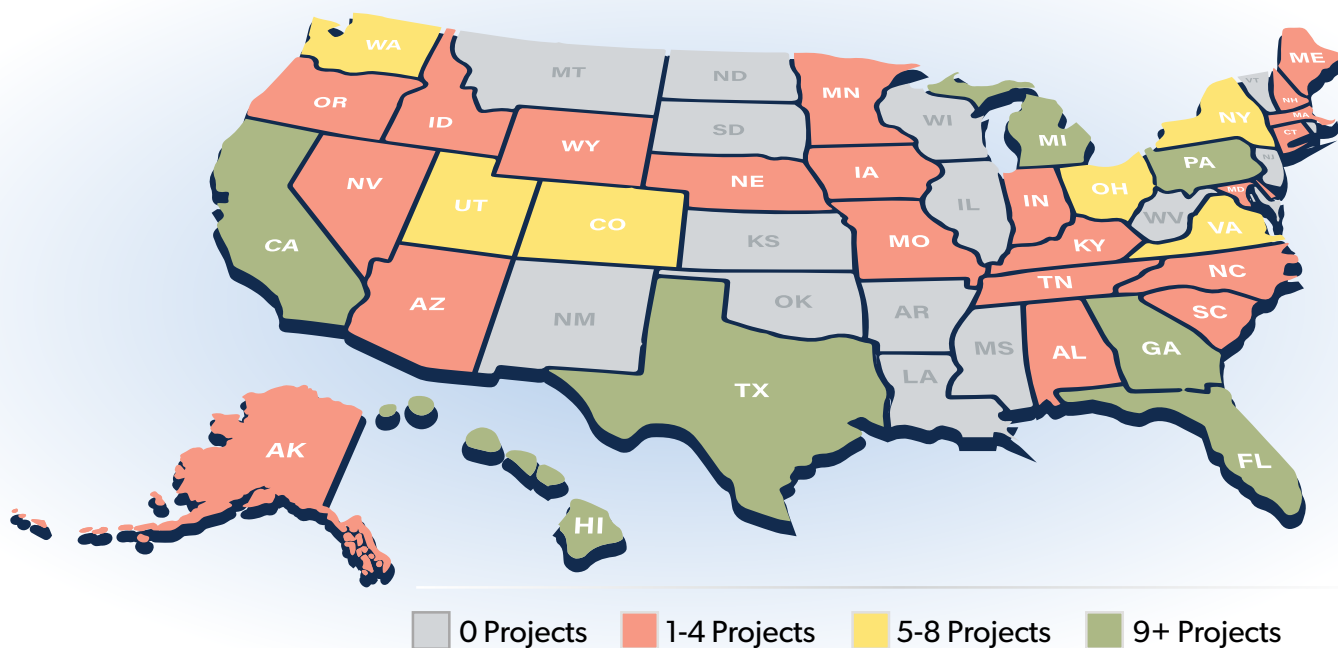 WA
MT
ND
MN
ME
VT
NH
MA
CT
OR
ID
SD
WI
NY
WY
MI
PA
NJ
NV
NE
IA
OH
MD
UT
CO
IL
IN
WV
VA
CA
KS
MO
KY
AZ
NM
OK
AR
TN
NC
SC
MS
AL
GA
TX
LA
AK
HI
FL
0 Projects
1-4 Projects
5-8 Projects
9+ Projects